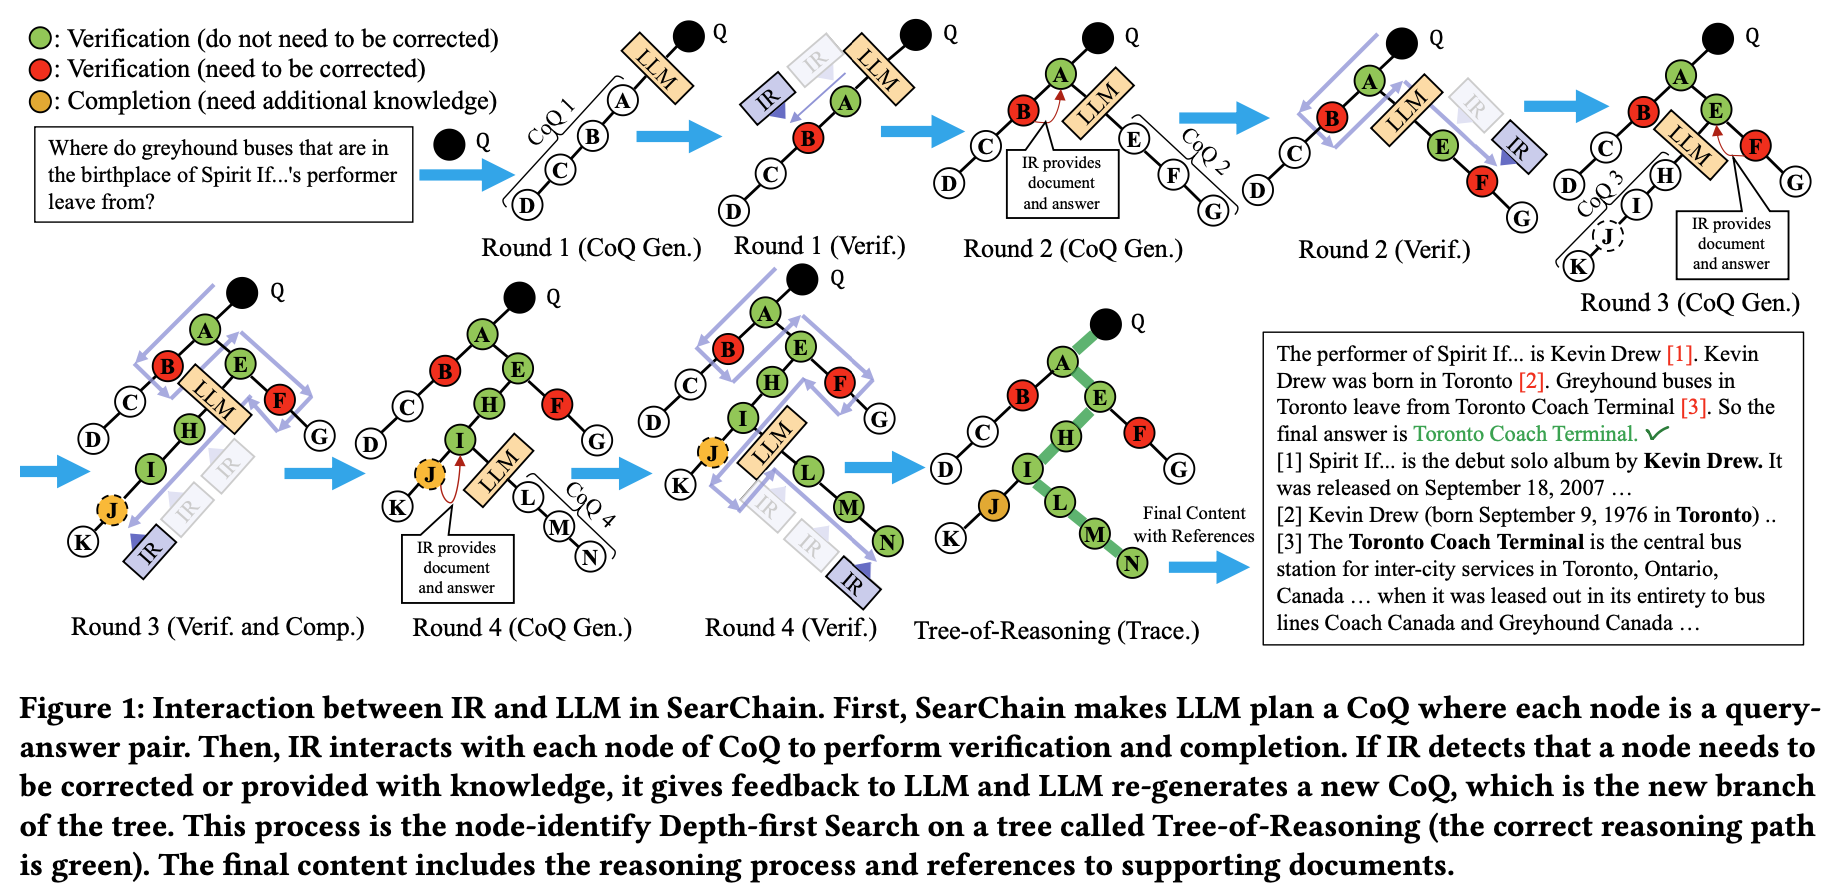 : Verification (do not need to be corrected)
: Verification (need to be corrected)
: Completion (need additional knowledge)
Where do greyhound buses that are in
the birthplace of Spirit If...'s performer
leave from?
Q
Q
LLM
CoQ 1
A
B
C
D
Round 1 (CoQ Gen.)
Q
IR
IR
LLM
A
B
C
D
Round 1 (Verif.)
Q
A
B
LLM
C
D
E
F
G
CoQ 2
IR provides
document
and answer
Round 2 (CoQ Gen.)
Q
A
B
LLM
IR
IR
C
D
E
F
G
Round 2 (Verif.)
Q
A
B
E
LLM
C
D
F
G
CoQ 3
H
I
J
K
IR provides
document
and answer
Round 3 (CoQ Gen.)
Q
A
B
E
LLM
C
D
F
G
H
I
J
K
IR
IR
IR
Round 3 (Verif. and Comp.)
Q
A
B
E
C
D
H
F
G
I
J
K
LLM
L
M
N
CoQ 4
IR provides
document
and answer
Round 4 (CoQ Gen.)
Q
A
B
E
C
D
H
F
G
I
J
K
LLM
L
M
N
IR
IR
IR
Round 4 (Verif.)
Q
A
B
E
C
D
H
F
G
I
J
K
L
M
N
Tree-of-Reasoning (Trace.)
Final Content
with References
The performer of Spirit If... is Kevin Drew [1]. Kevin
Drew was born in Toronto [2]. Greyhound buses in
Toronto leave from Toronto Coach Terminal [3]. So the
final answer is Toronto Coach Terminal. ✓
[1] Spirit If... is the debut solo album by Kevin Drew. It
was released on September 18, 2007 …
[2] Kevin Drew (born September 9, 1976 in Toronto) ..
[3] The Toronto Coach Terminal is the central bus
station for inter-city services in Toronto, Ontario,
Canada … when it was leased out in its entirety to bus
lines Coach Canada and Greyhound Canada …
Figure 1: Interaction between IR and LLM in SearChain. First, SearChain makes LLM plan a CoQ where each node is a query-
answer pair. Then, IR interacts with each node of CoQ to perform verification and completion. If IR detects that a node needs to
be corrected or provided with knowledge, it gives feedback to LLM and LLM re-generates a new CoQ, which is the new branch
of the tree. This process is the node-identify Depth-first Search on a tree called Tree-of-Reasoning (the correct reasoning path
is green). The final content includes the reasoning process and references to supporting documents.